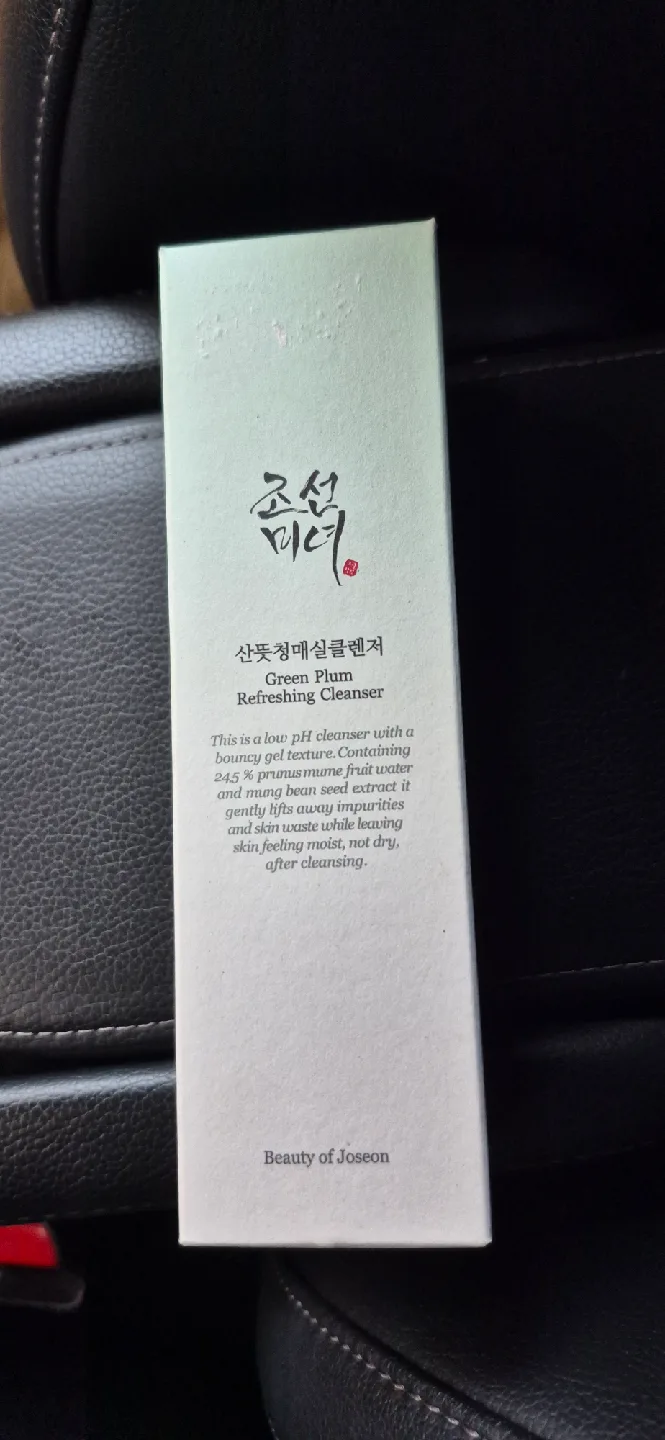 조선
미녀
산뜻청매실클렌저
Green Plum
Refreshing Cleanser
This is a low pH cleanser with a
bouncy gel texture. Containing
24.5 % prunus mume fruit water
and mung bean seed extract it
gently lifts away impurities
and skin waste while leaving
skin feeling moist, not dry,
after cleansing.
Beauty of Joseon